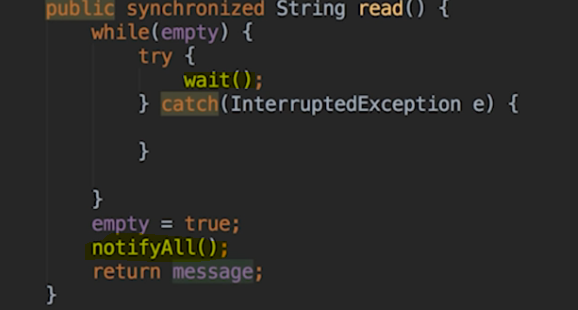 public synchronized String read() {
while(empty) {
try {
wait();
} catch(InterruptedException e) {
}
}
empty = true;
notifyAll();
return message;
}